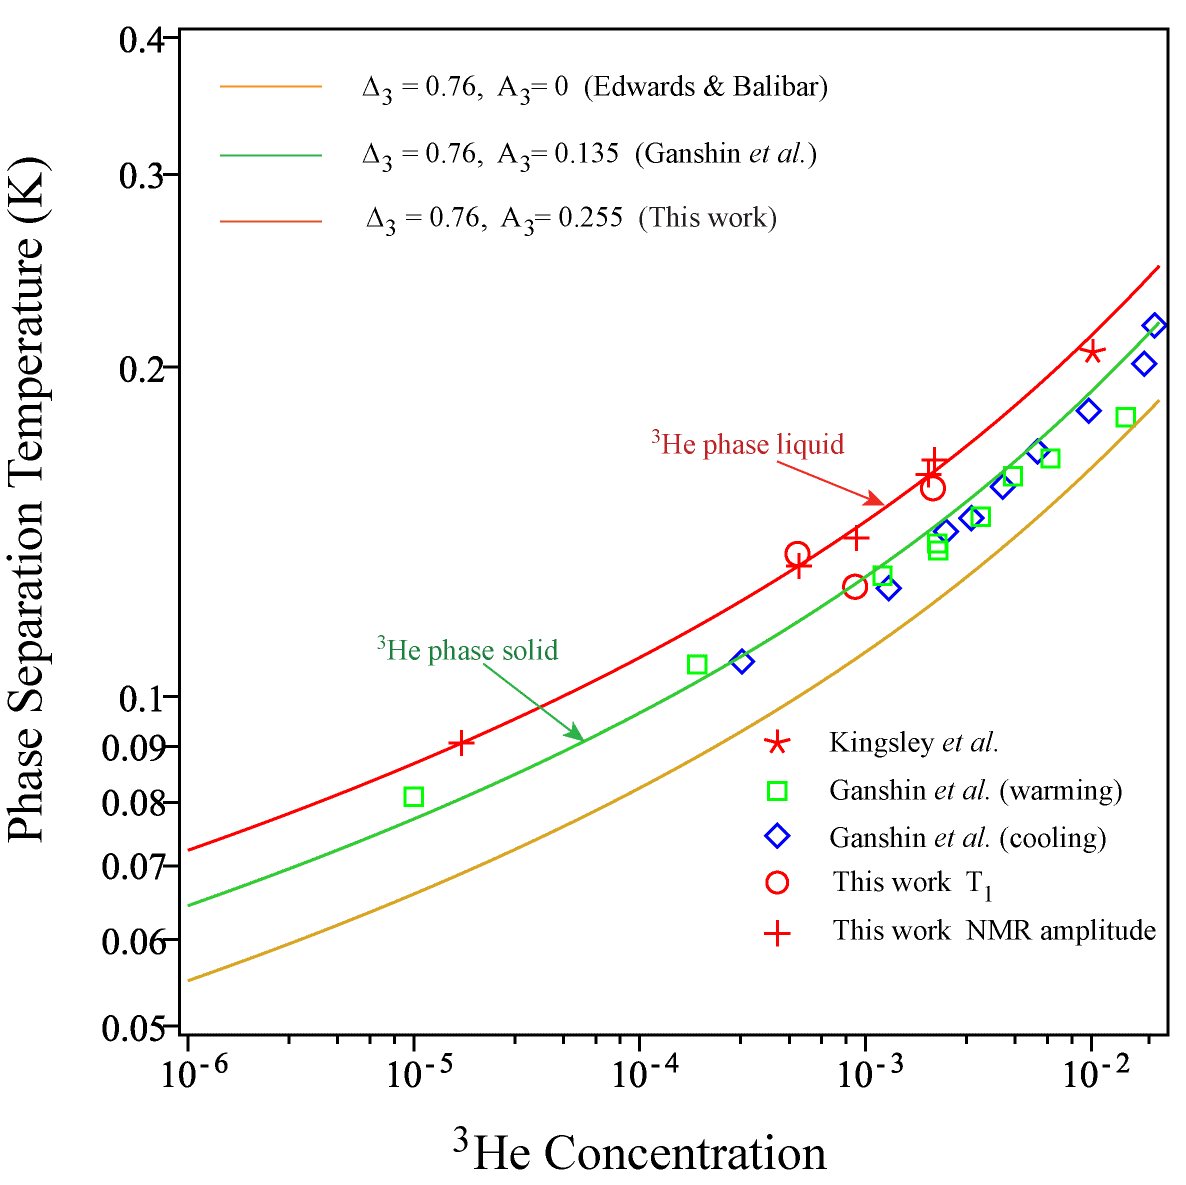 0.4
0.3
0.2
0.1
0.09
0.08
0.07
0.06
0.05
Phase Separation Temperature (K)
Δ3 = 0.76, A3= 0 (Edwards & Balibar)
Δ3 = 0.76, A3= 0.135 (Ganshin et al.)
Δ3 = 0.76, A3= 0.255 (This work)
3He phase liquid
3He phase solid
Kingsley et al.
Ganshin et al. (warming)
Ganshin et al. (cooling)
This work T1
This work NMR amplitude
10-6 10-5 10-4 10-3 10-2
3He Concentration